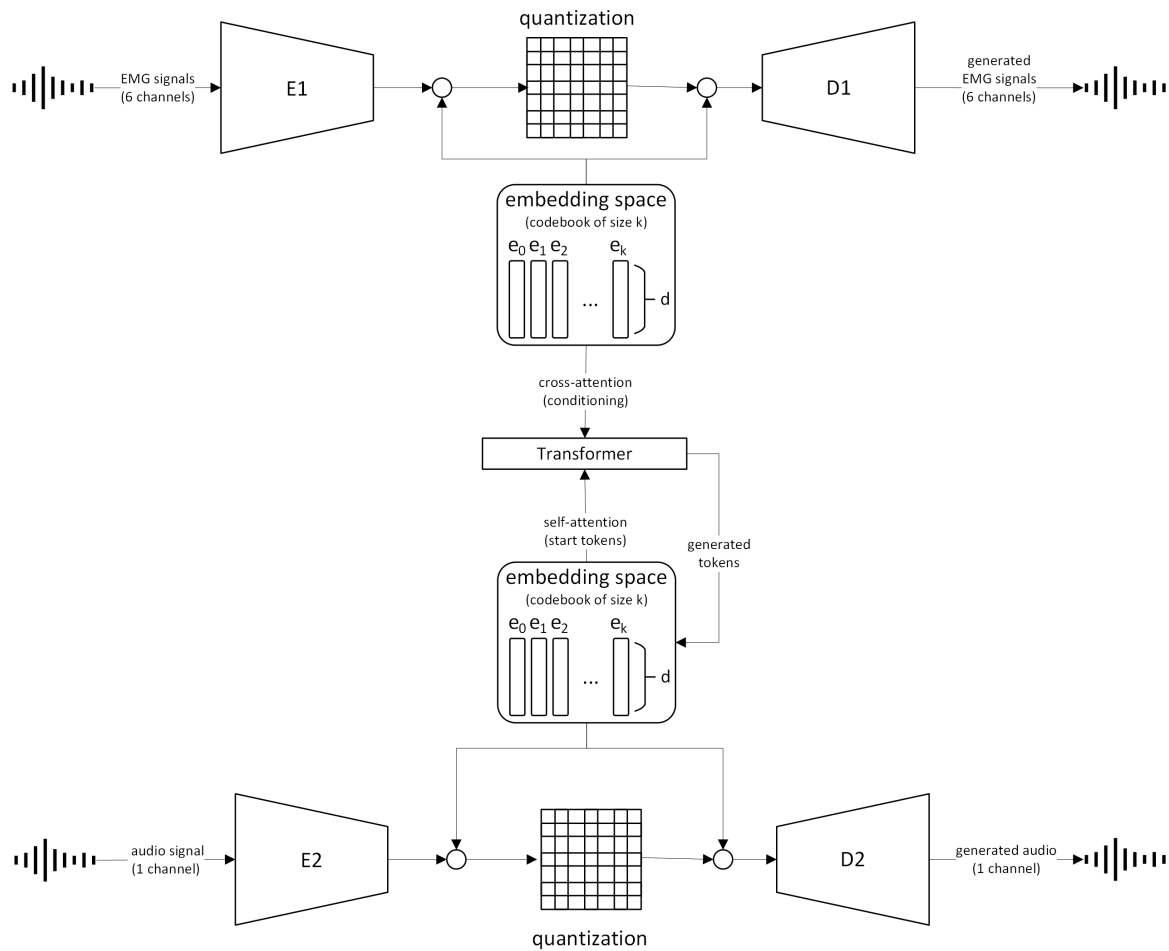 quantization
EMG signals
(6 channels)
E1
D1
generated
EMG signals
(6 channels)
embedding space
(codebook of size k)
e0 e1 e2 ek
... d
cross-attention
(conditioning)
Transformer
self-attention
(start tokens)
generated
tokens
embedding space
(codebook of size k)
e0 e1 e2 ek
... d
audio signal
(1 channel)
E2
D2
generated audio
(1 channel)
quantization